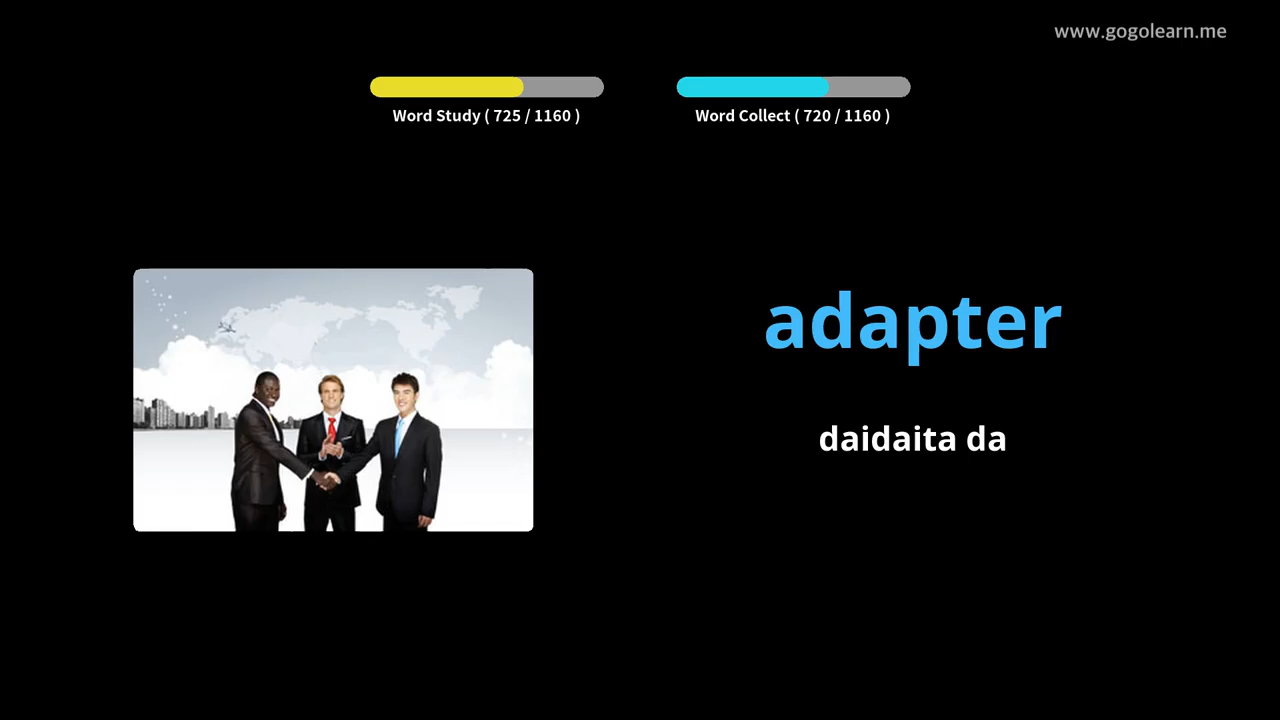 www.gogolearn.me
Word Study ( 725 / 1160 )
Word Collect ( 720 / 1160 )
adapter
daidaita da